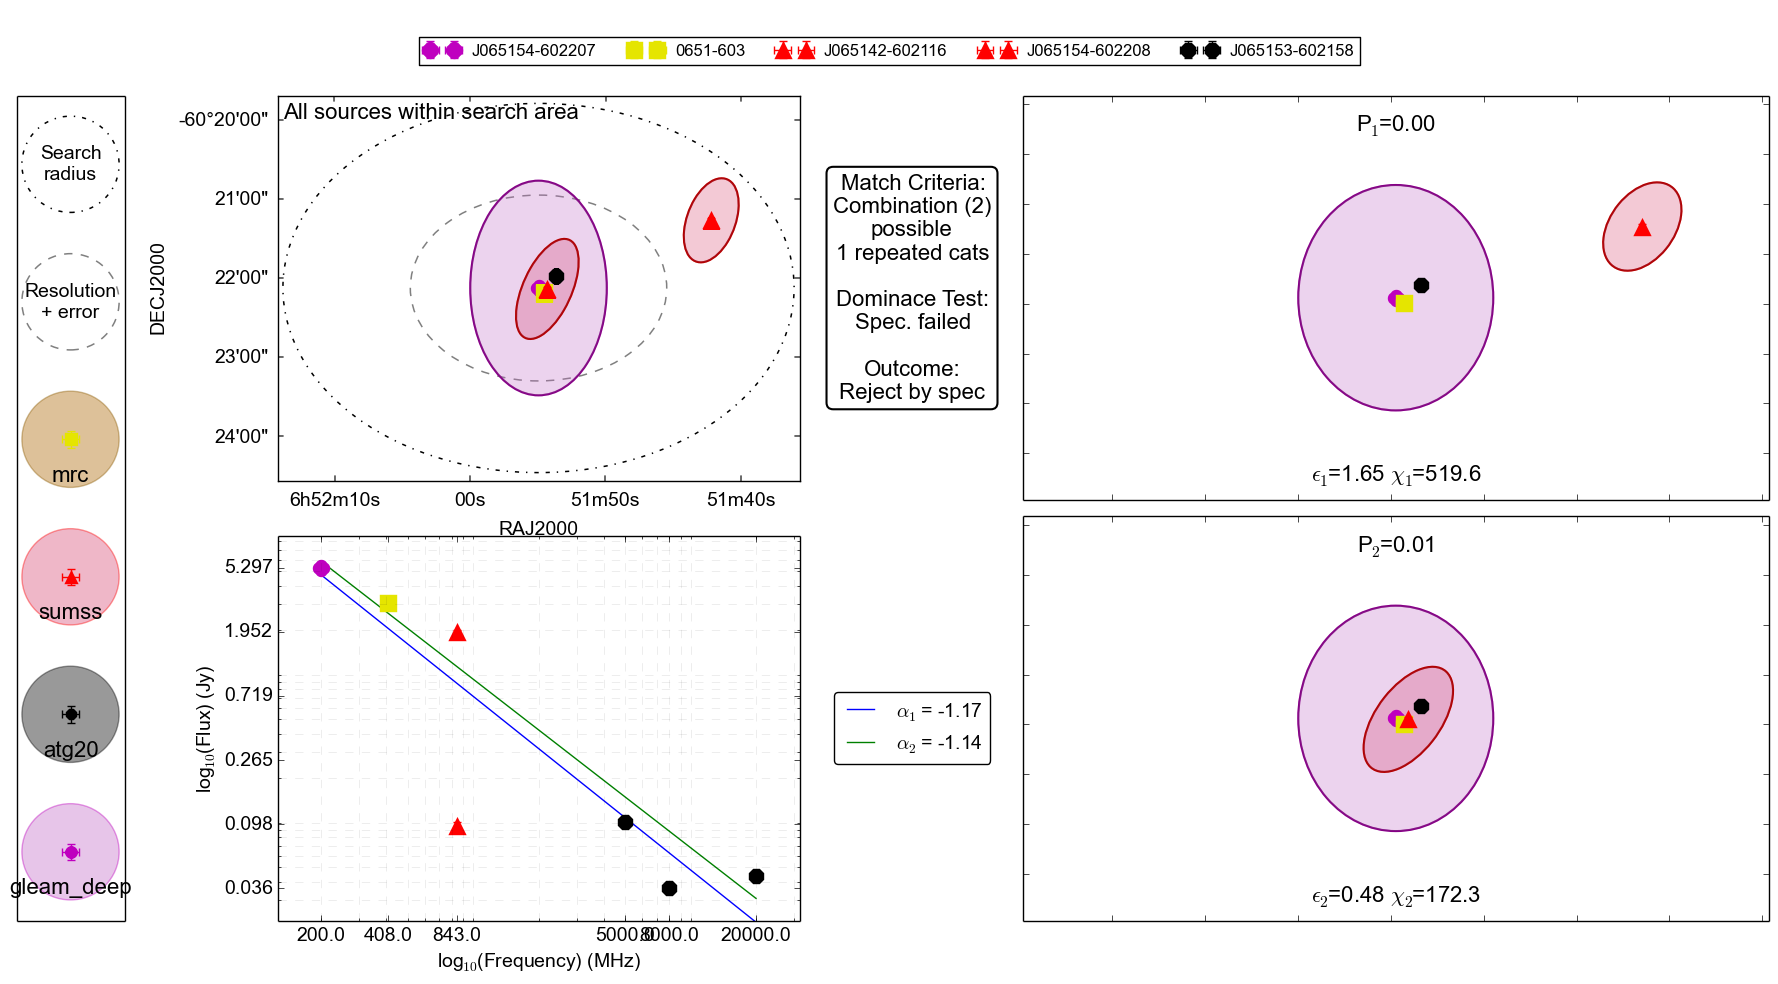 J065154-602207 0651-603 J065142-602116 J065154-602208 J065153-602158
Search
radius
Resolution
+ error
mrc
sumss
atg20
gleam_deep
All sources within search area
-60°20'00"
21'00"
22'00"
23'00"
24'00"
DECJ2000
6h52m10s 00s 51m50s 51m40s
RAJ2000
Match Criteria:
Combination (2)
possible
1 repeated cats
Dominace Test:
Spec. failed
Outcome:
Reject by spec
P₁=0.00
ϵ₁=1.65 χ₁=519.6
P₂=0.01
ϵ₂=0.48 χ₂=172.3
5.297
1.952
0.719
0.265
0.098
0.036
log₁₀(Flux) (Jy)
200.0 408.0 843.0 5000.0 8000.0 20000.0
log₁₀(Frequency) (MHz)
α₁ = -1.17
α₂ = -1.14